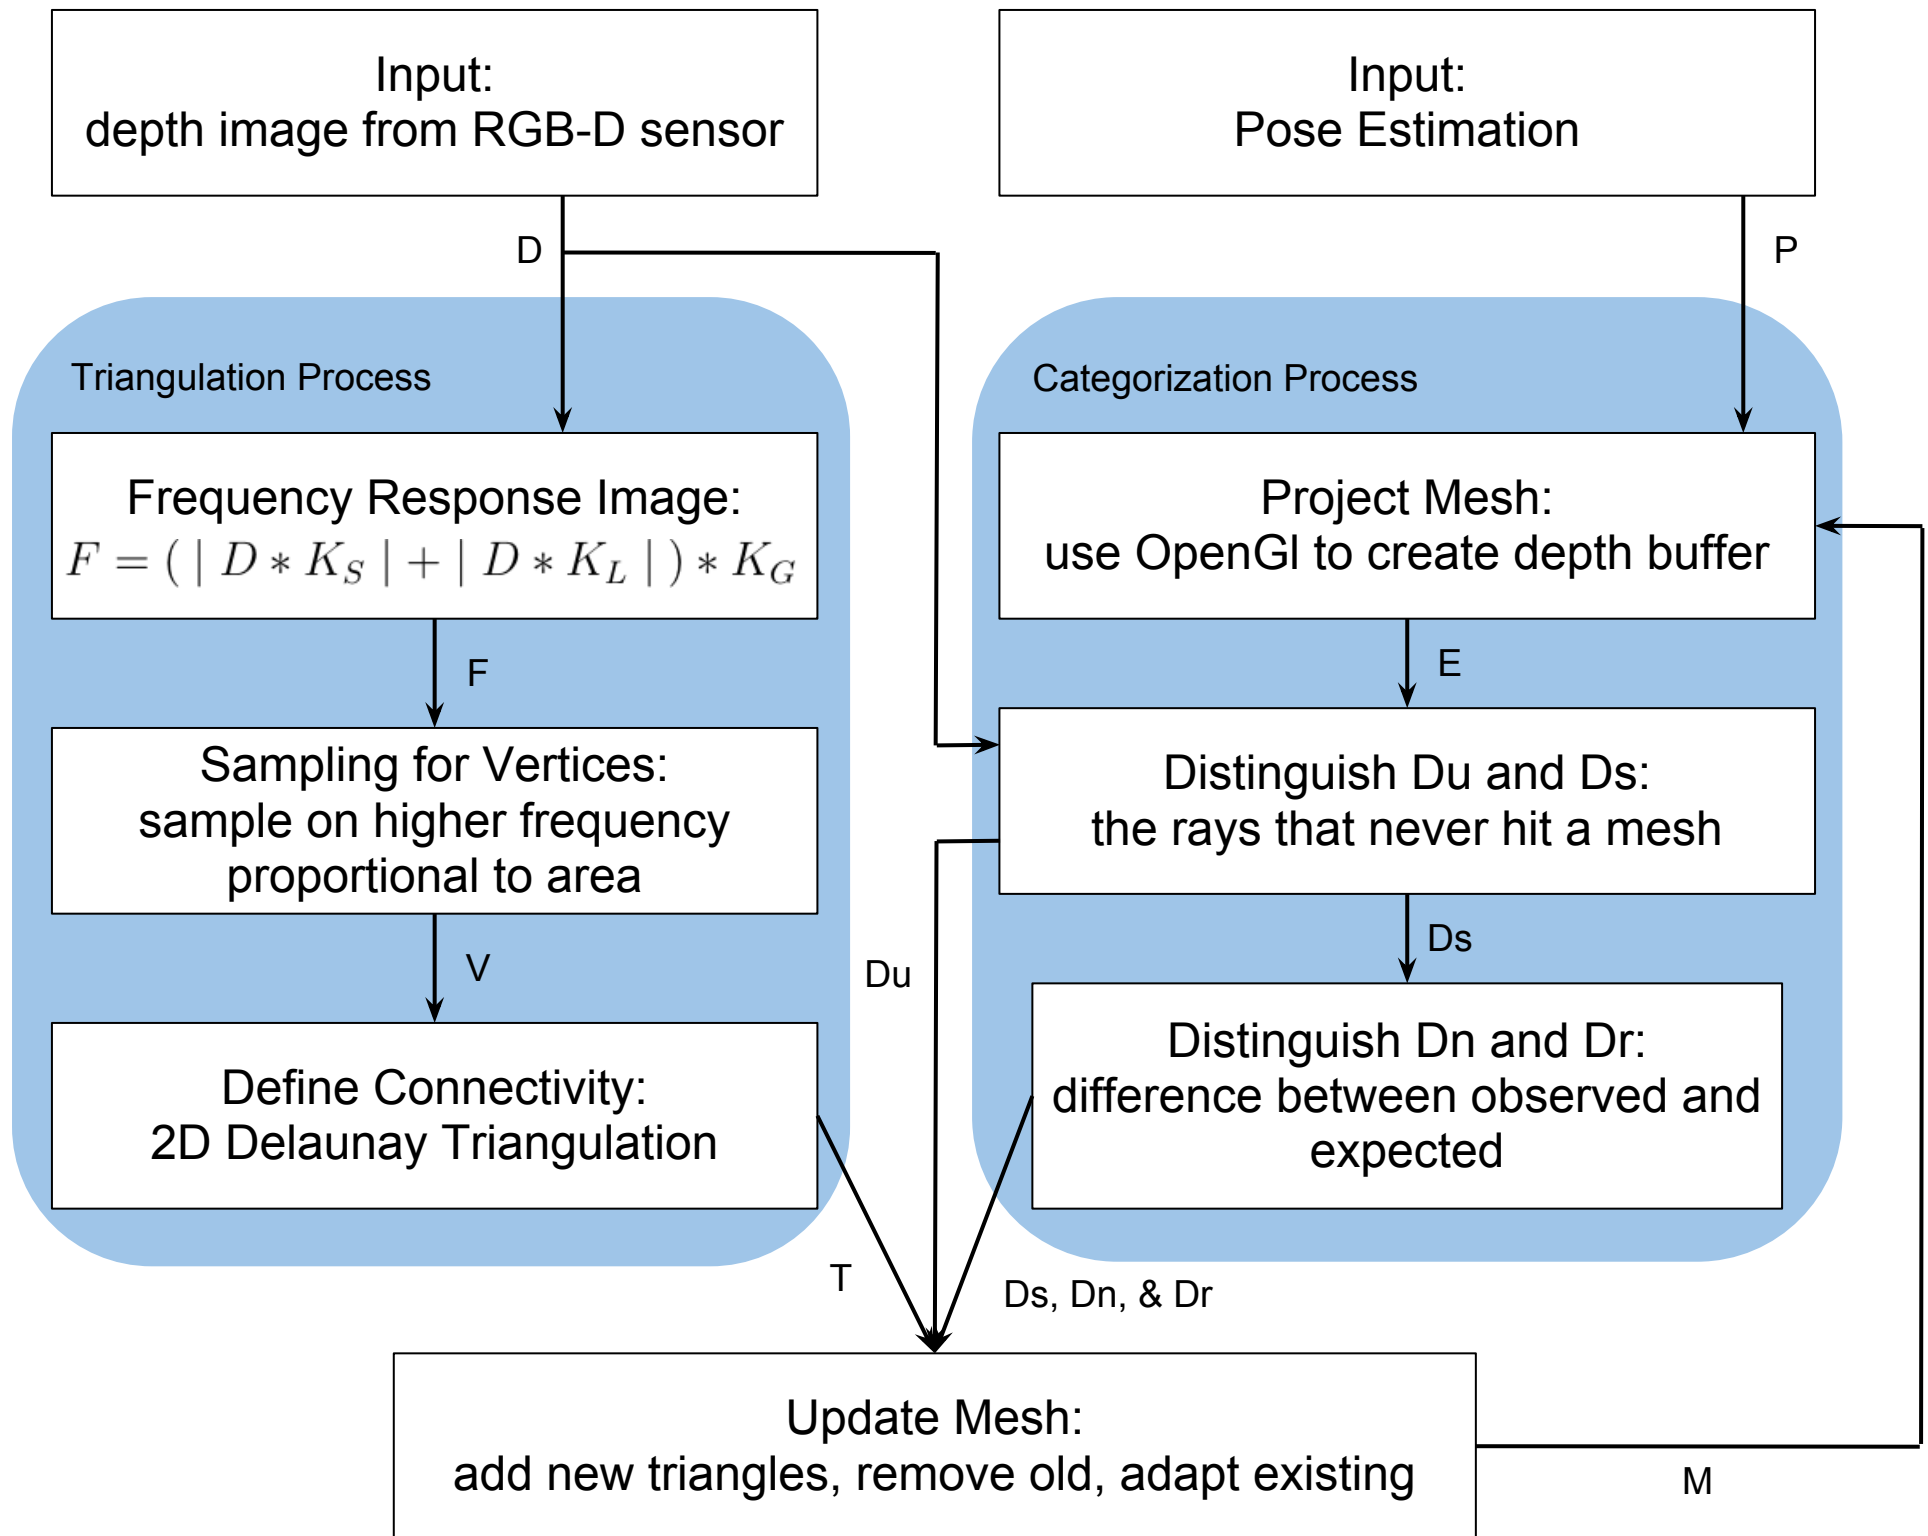 Input:
depth image from RGB-D sensor
Input:
Pose Estimation
D
P
Triangulation Process
Categorization Process
Frequency Response Image:
F = ( | D ∗ K_S | + | D ∗ K_L | ) ∗ K_G
Project Mesh:
use OpenGl to create depth buffer
F
E
Sampling for Vertices:
sample on higher frequency
proportional to area
Distinguish Du and Ds:
the rays that never hit a mesh
V
Du
Ds
Define Connectivity:
2D Delaunay Triangulation
Distinguish Dn and Dr:
difference between observed and
expected
T
Ds, Dn, & Dr
Update Mesh:
add new triangles, remove old, adapt existing
M